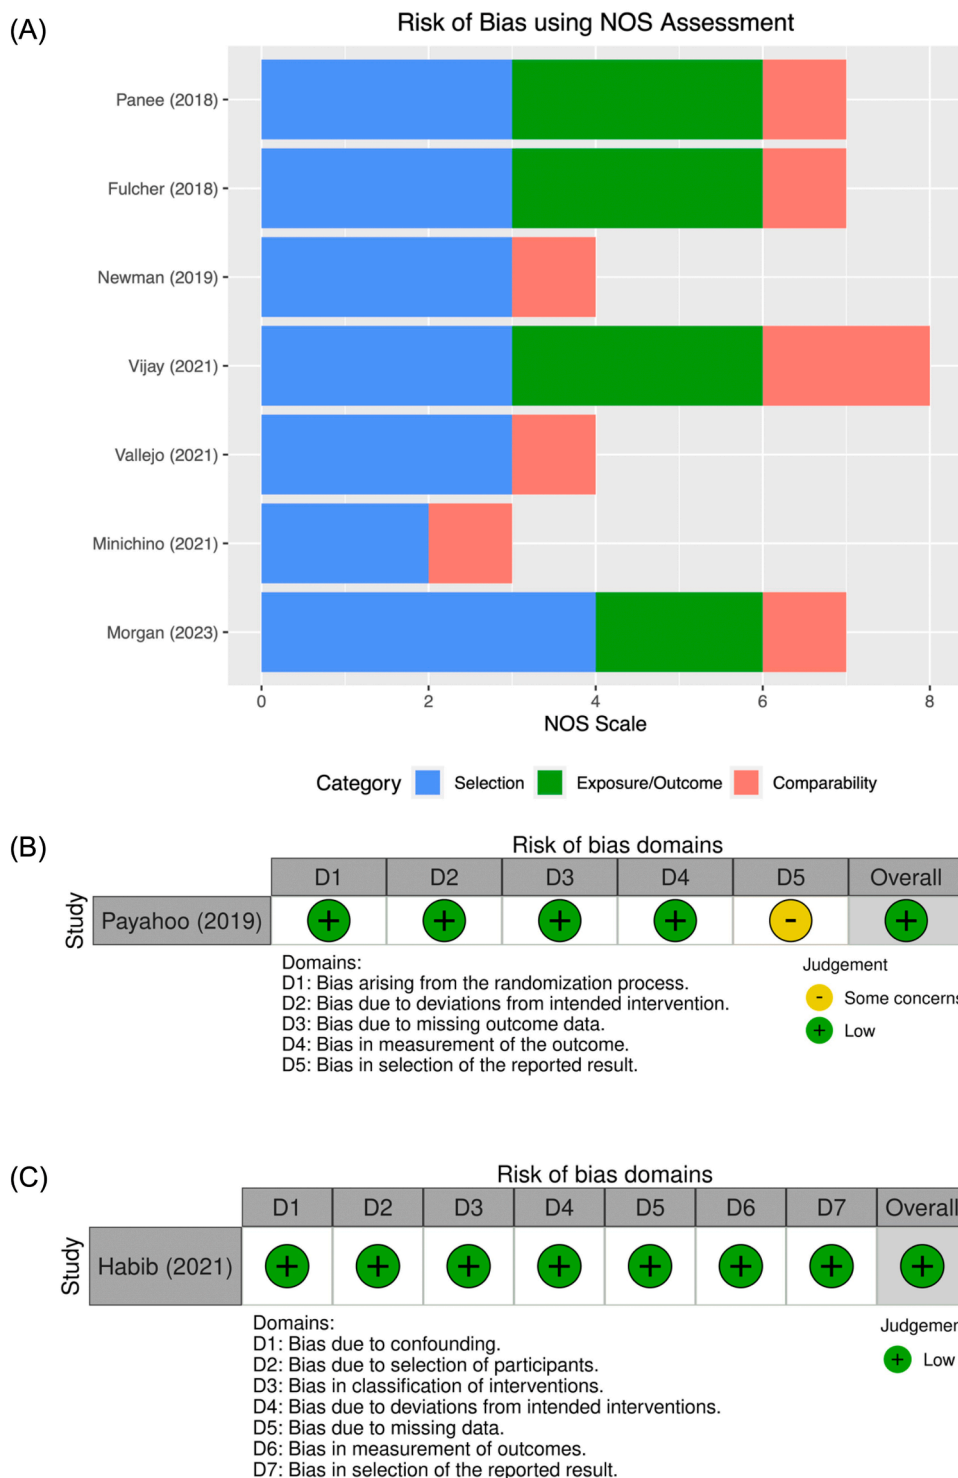 (A)
Risk of Bias using NOS Assessment
Panee (2018)
Fulcher (2018)
Newman (2019)
Vijay (2021)
Vallejo (2021)
Minichino (2021)
Morgan (2023)
0 2 4 6 8
NOS Scale
Category Selection Exposure/Outcome Comparability
(B)
Risk of bias domains
D1 D2 D3 D4 D5 Overall
Study
Payahoo (2019) + + + + - +
Domains:
D1: Bias arising from the randomization process.
D2: Bias due to deviations from intended intervention.
D3: Bias due to missing outcome data.
D4: Bias in measurement of the outcome.
D5: Bias in selection of the reported result.
Judgement
- Some concerns
+ Low
(C)
Risk of bias domains
D1 D2 D3 D4 D5 D6 D7 Overall
Study
Habib (2021) + + + + + + + +
Domains:
D1: Bias due to confounding.
D2: Bias due to selection of participants.
D3: Bias in classification of interventions.
D4: Bias due to deviations from intended interventions.
D5: Bias due to missing data.
D6: Bias in measurement of outcomes.
D7: Bias in selection of the reported result.
Judgemen
+ Low